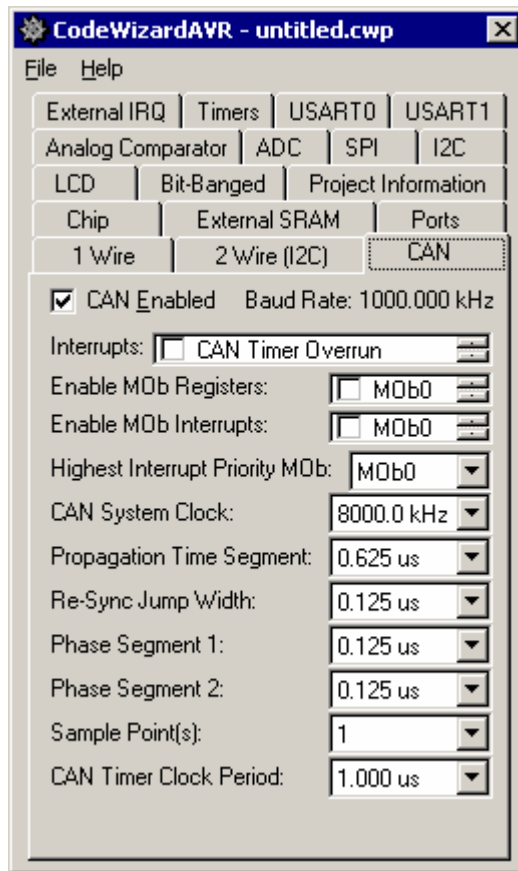 CodeWizardAVR - untitled.cwp
File Help
External IRQ Timers USART0 USART1
Analog Comparator ADC SPI I2C
LCD Bit-Banged Project Information
Chip External SRAM Ports
1 Wire 2 Wire (I2C) CAN
CAN Enabled Baud Rate: 1000.000 kHz
Interrupts: CAN Timer Overrun
Enable MOb Registers: MOb0
Enable MOb Interrupts: MOb0
Highest Interrupt Priority MOb: MOb0
CAN System Clock: 8000.0 kHz
Propagation Time Segment: 0.625 us
Re-Sync Jump Width: 0.125 us
Phase Segment 1: 0.125 us
Phase Segment 2: 0.125 us
Sample Point(s): 1
CAN Timer Clock Period: 1.000 us